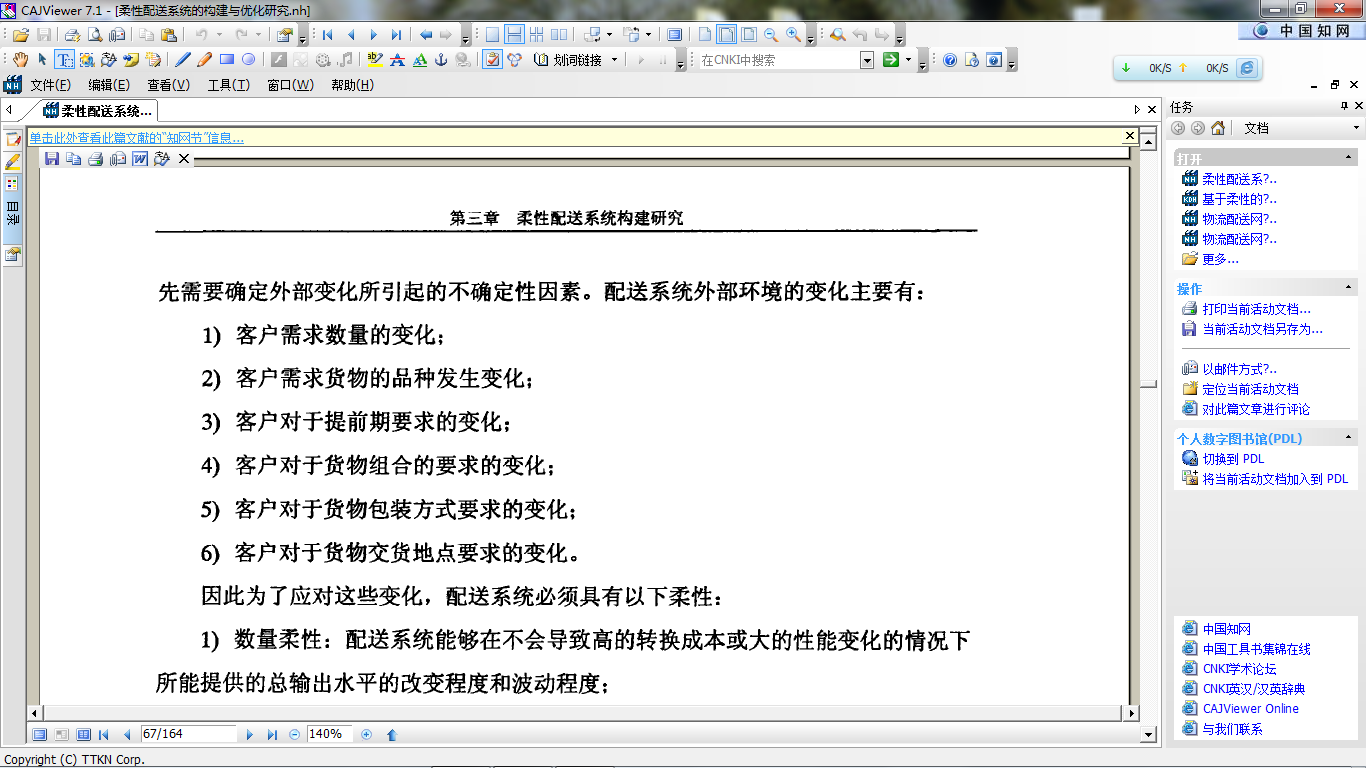 CAJViewer 7.1 - [柔性配送系统的构建与优化研究.nh]
中国知网
划词链接
在CNKI中搜索
0K/S 0K/S
文件(F) 编辑(E) 查看(V) 工具(T) 窗口(W) 帮助(H)
柔性配送系统...
单击此处查看此篇文献的“知网节”信息...
目录
第三章 柔性配送系统构建研究
先需要确定外部变化所引起的不确定性因素。配送系统外部环境的变化主要有：
1) 客户需求数量的变化；
2) 客户需求货物的品种发生变化；
3) 客户对于提前期要求的变化；
4) 客户对于货物组合的要求的变化；
5) 客户对于货物包装方式要求的变化；
6) 客户对于货物交货地点要求的变化。
因此为了应对这些变化，配送系统必须具有以下柔性：
1) 数量柔性：配送系统能够在不会导致高的转换成本或大的性能变化的情况下
所能提供的总输出水平的改变程度和波动程度；
67/164
140%
任务
文档
打开
柔性配送系?..
基于柔性的?..
物流配送网?..
物流配送网?..
更多...
操作
打印当前活动文档...
当前活动文档另存为...
以邮件方式?..
定位当前活动文档
对此篇文章进行评论
个人数字图书馆(PDL)
切换到 PDL
将当前活动文档加入到 PDL
中国知网
中国工具书集锦在线
CNKI学术论坛
CNKI英汉/汉英辞典
CAJViewer Online
与我们联系
Copyright (C) TTKN Corp.